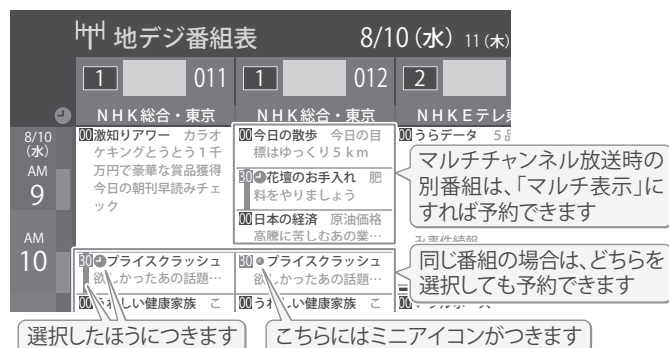 地デジ番組表 8/10(水) 11(木)
1 011 1 012 2
NHK総合・東京 NHK総合・東京 NHKEテレ
8/10
(水)
AM
9
AM
10
00激知りアワー カラオ
ケキングとうとう1千
万円で豪華な賞品獲得
今日の朝刊早読みチェ
ック
30プライスクラッシュ
欲しかったあの話題…
00うれしい健康家族 こ
00今日の散歩 今日の目
標はゆっくり5km
30花壇のお手入れ 肥
料をやりましょう
00日本の経済 原油価格
高騰に苦しむあの業…
30プライスクラッシュ
欲しかったあの話題…
00うれしい健康家族 こ
00うらデータ 5
マルチチャンネル放送時の
別番組は、「マルチ表示」に
すれば予約できます
同じ番組の場合は、どちらを
選択しても予約できます
選択したほうにつきます
こちらにはミニアイコンがつきます